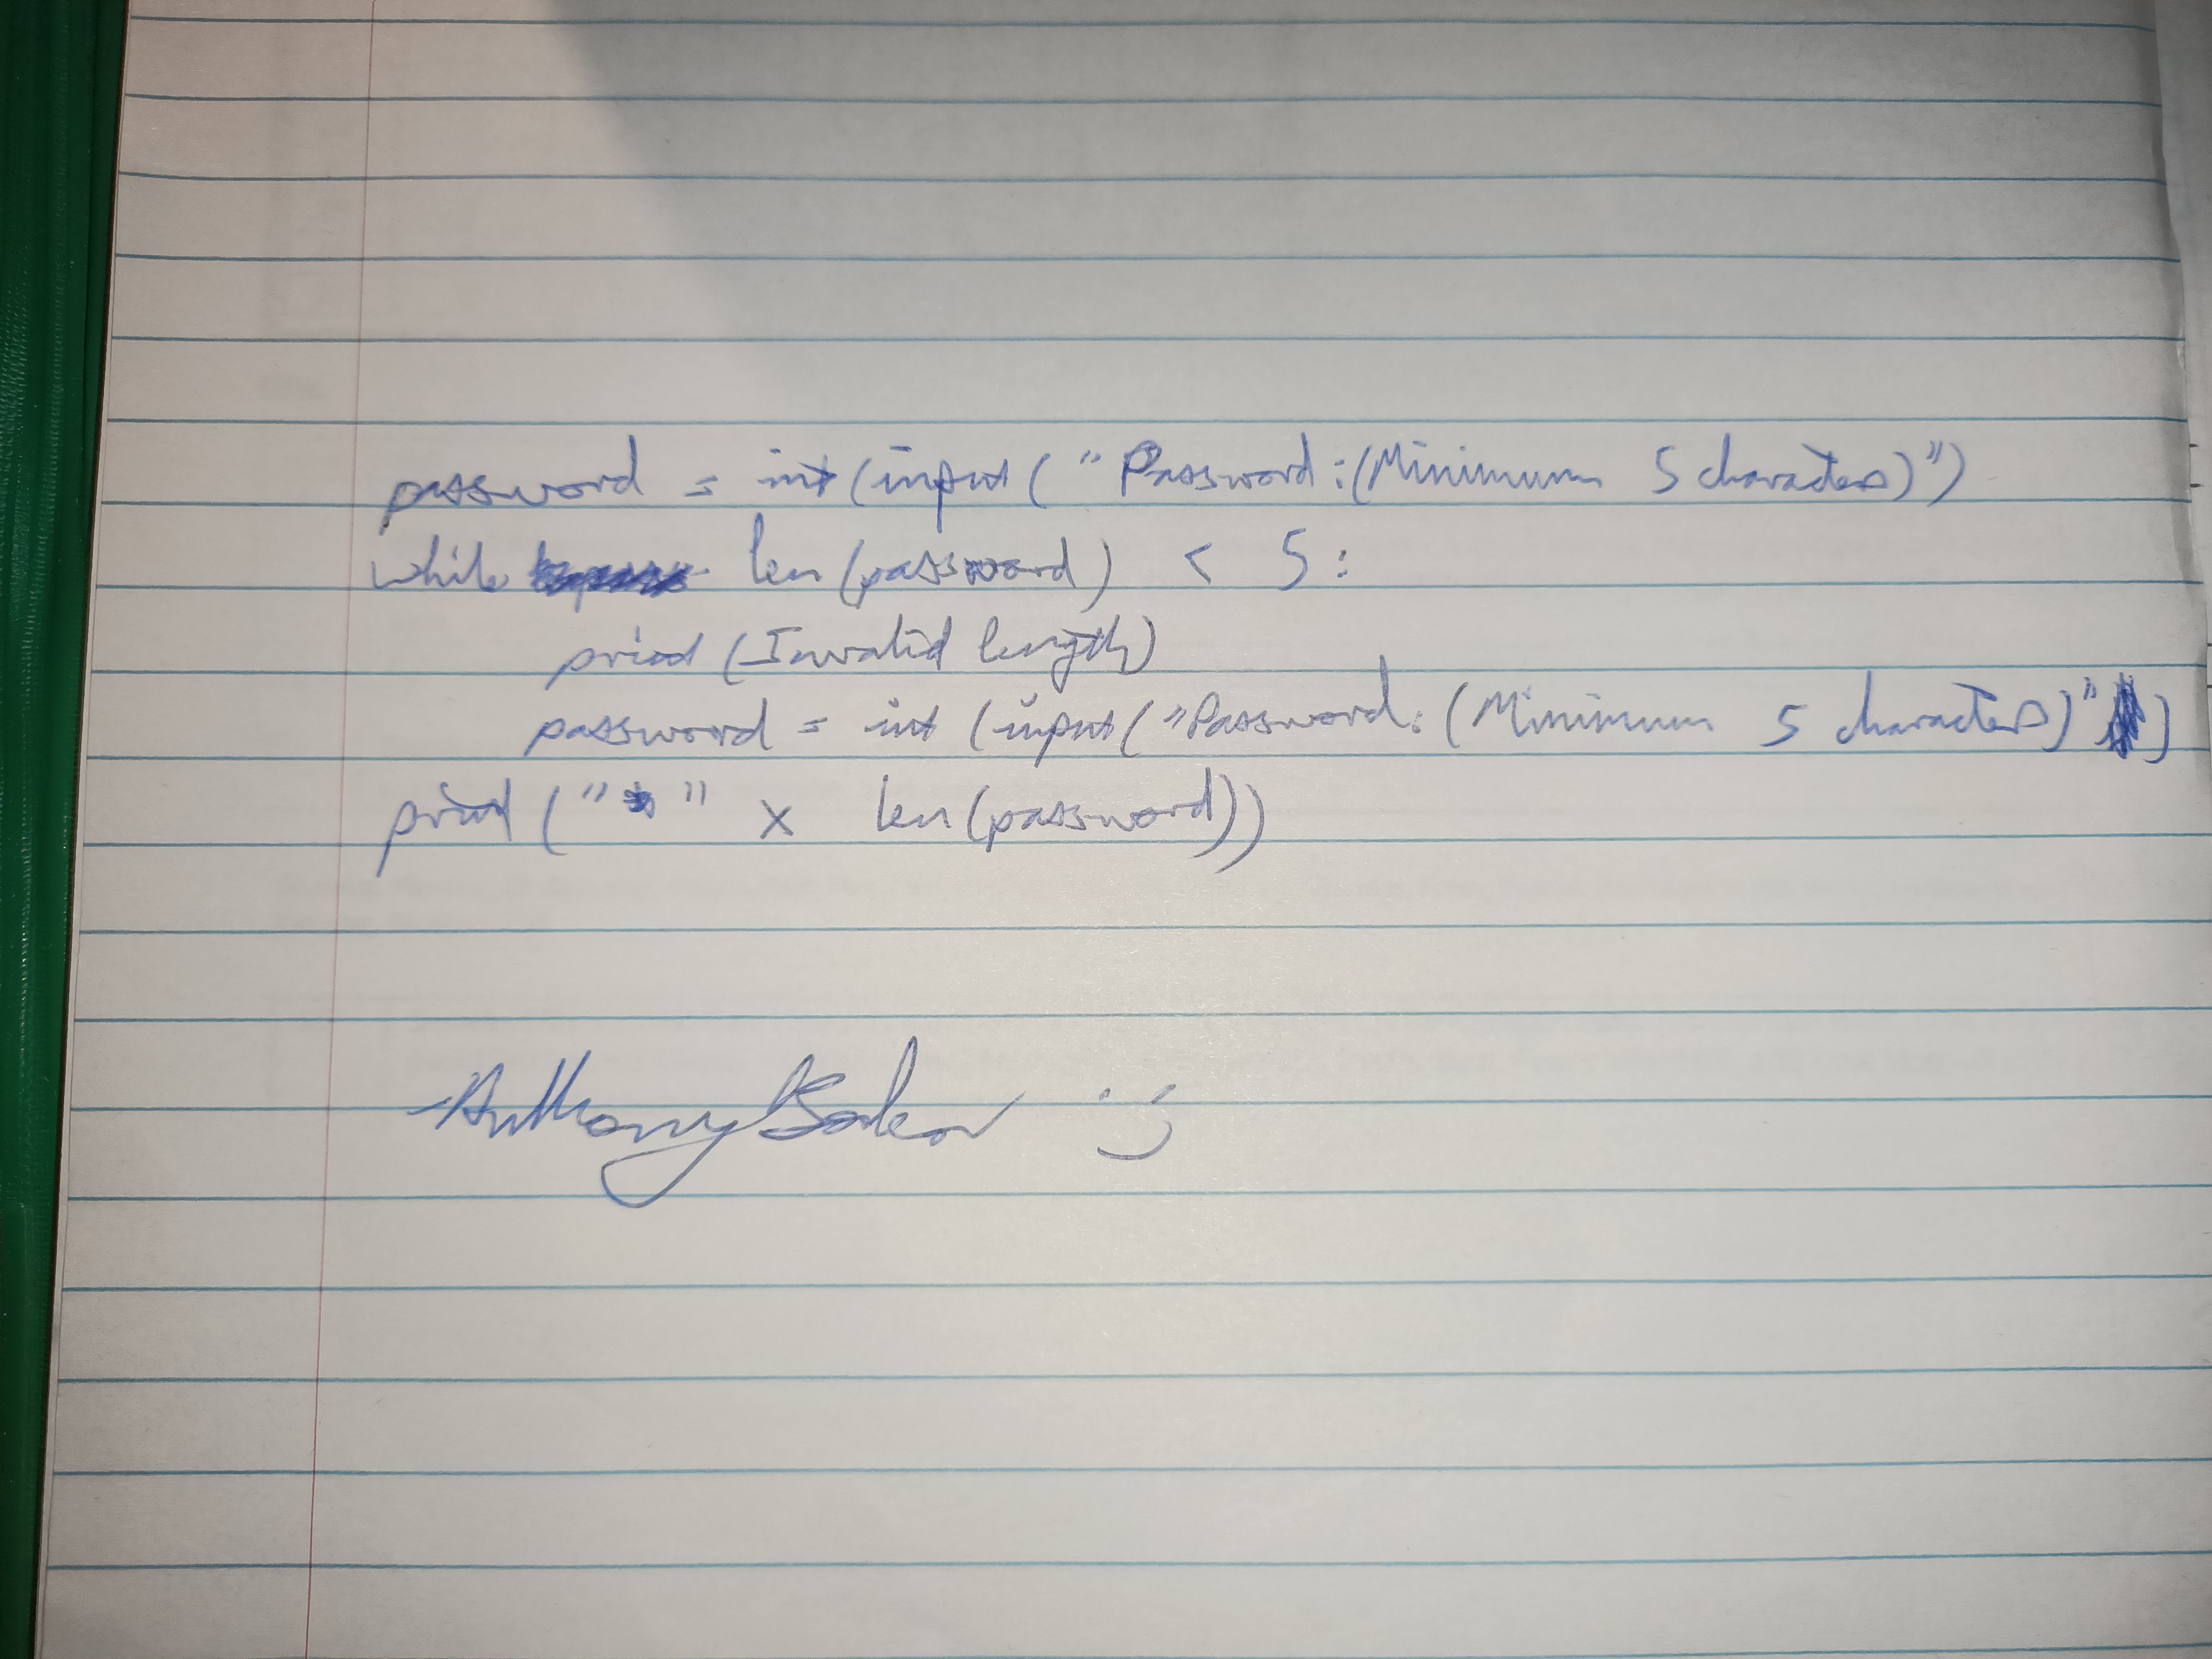 password = int(input("Password:(Minimum 5 characters)")
while len(password) < 5:
print(Invalid length)
password = int(input("Password:(Minimum 5 characters)")
print("*" x len(password))
-Anthony :)